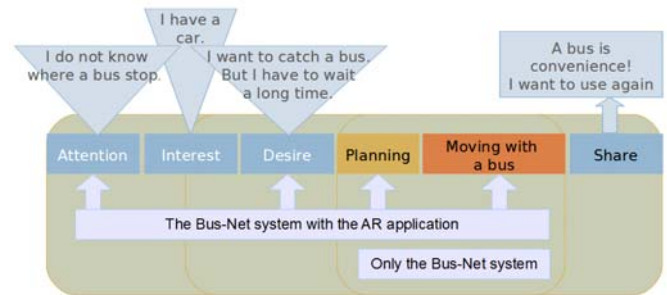 I have a
car.
I do not know
where a bus stop.
I want to catch a bus.
But I have to wait
a long time.
A bus is
convenience!
I want to use again
Attention
Interest
Desire
Planning
Moving with
a bus
Share
The Bus-Net system with the AR application
Only the Bus-Net system